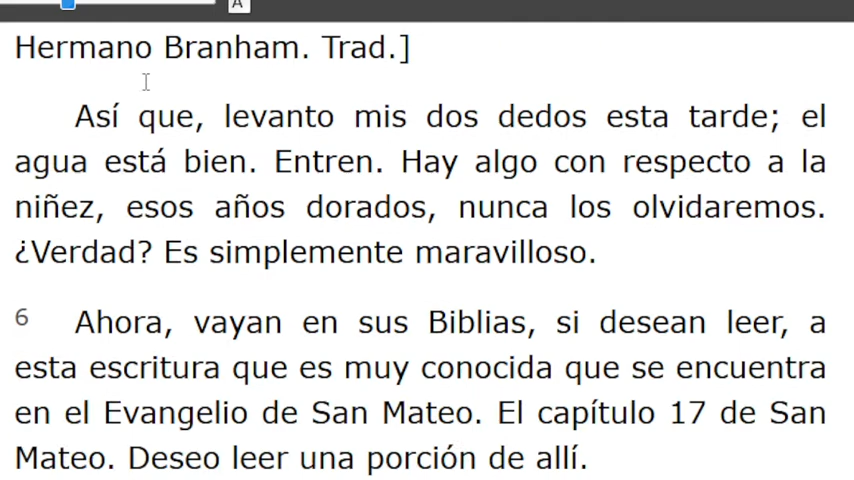 A
Hermano Branham. Trad.]
Así que, levanto mis dos dedos esta tarde; el
agua está bien. Entren. Hay algo con respecto a la
niñez, esos años dorados, nunca los olvidaremos.
¿Verdad? Es simplemente maravilloso.
6 Ahora, vayan en sus Biblias, si desean leer, a
esta escritura que es muy conocida que se encuentra
en el Evangelio de San Mateo. El capítulo 17 de San
Mateo. Deseo leer una porción de allí.